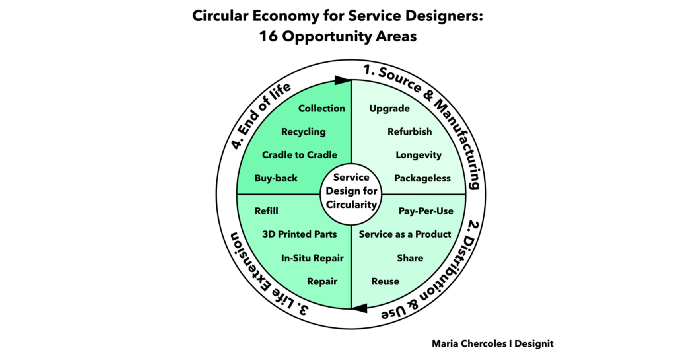 Circular Economy for Service Designers:
16 Opportunity Areas
1. Source & Manufacturing
Upgrade
Refurbish
Longevity
Packageless
2. Distribution & Use
Pay-Per-Use
Service as a Product
Share
Reuse
3. Life Extension
Refill
3D Printed Parts
In-Situ Repair
Repair
4. End of life
Collection
Recycling
Cradle to Cradle
Buy-back
Service
Design for
Circularity
Maria Chercoles I Designit